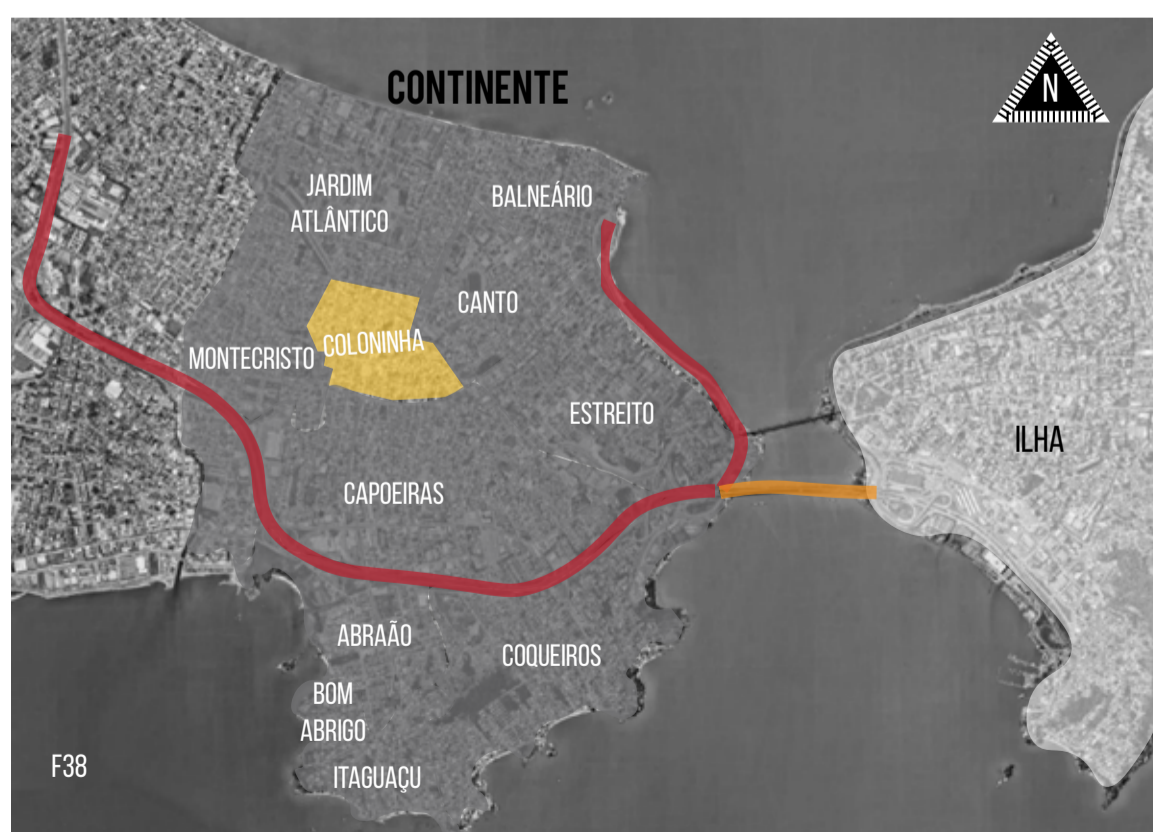 CONTINENTE
N
JARDIM
ATLÂNTICO
BALNEÁRIO
CANTO
COLONINHA
MONTECRISTO
ESTREITO
ILHA
CAPOEIRAS
ABRAÃO
COQUEIROS
BOM
ABRIGO
F38
ITAGUAÇU